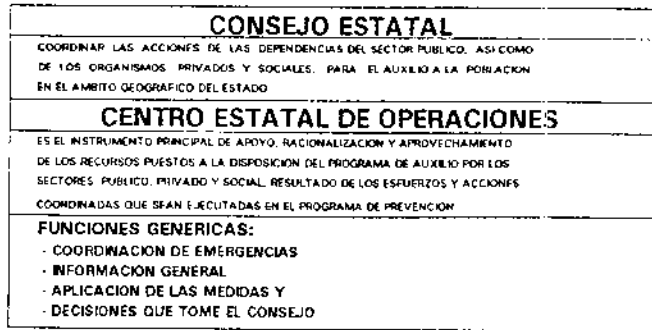 CONSEJO ESTATAL
COORDINAR LAS ACCIONES DE LAS DEPENDENCIAS DEL SECTOR PUBLICO, ASI COMO
DE LOS ORGANISMOS PRIVADOS Y SOCIALES, PARA EL AUXILIO A LA POBLACION
EN EL AMBITO GEOGRAFICO DEL ESTADO
CENTRO ESTATAL DE OPERACIONES
ES EL INSTRUMENTO PRINCIPAL DE APOYO, RACIONALIZACION Y APROVECHAMIENTO
DE LOS RECURSOS PUESTOS A LA DISPOSICION DEL PROGRAMA DE AUXILIO POR LOS
SECTORES PUBLICO, PRIVADO Y SOCIAL, RESULTADO DE LOS ESFUERZOS Y ACCIONES
COORDINADAS QUE SEAN EJECUTADAS EN EL PROGRAMA DE PREVENCION
FUNCIONES GENERICAS:
- COORDINACION DE EMERGENCIAS
- INFORMACION GENERAL
- APLICACION DE LAS MEDIDAS Y
- DECISIONES QUE TOME EL CONSEJO